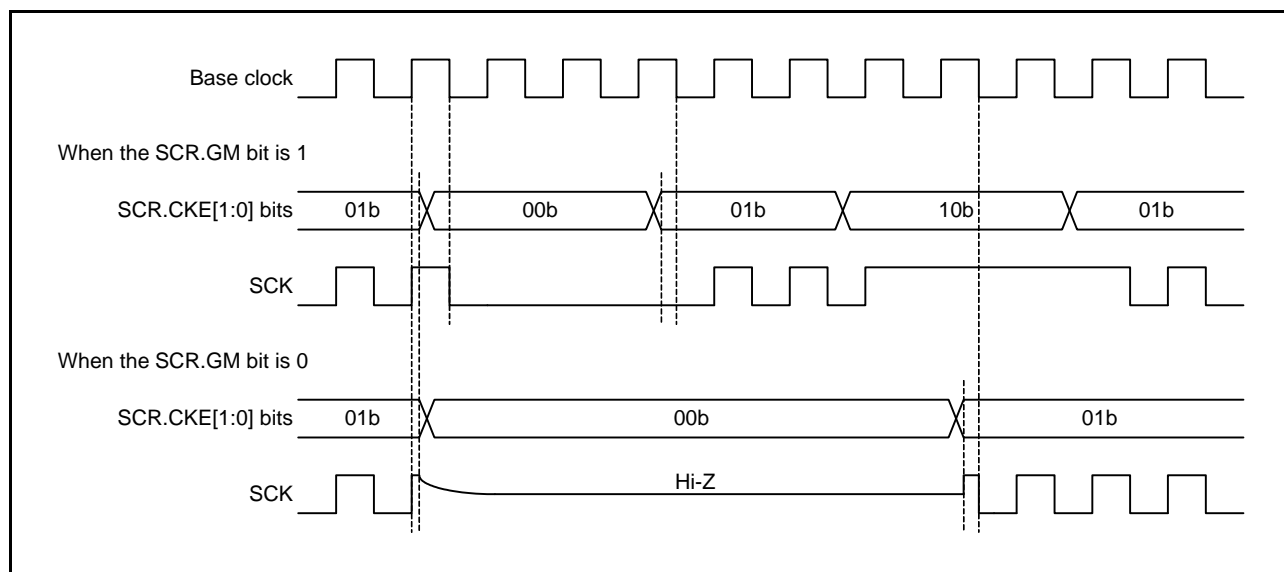 Base clock
When the SCR.GM bit is 1
SCR.CKE[1:0] bits 01b 00b 01b 10b 01b
SCK
When the SCR.GM bit is 0
SCR.CKE[1:0] bits 01b 00b 01b
SCK Hi-Z